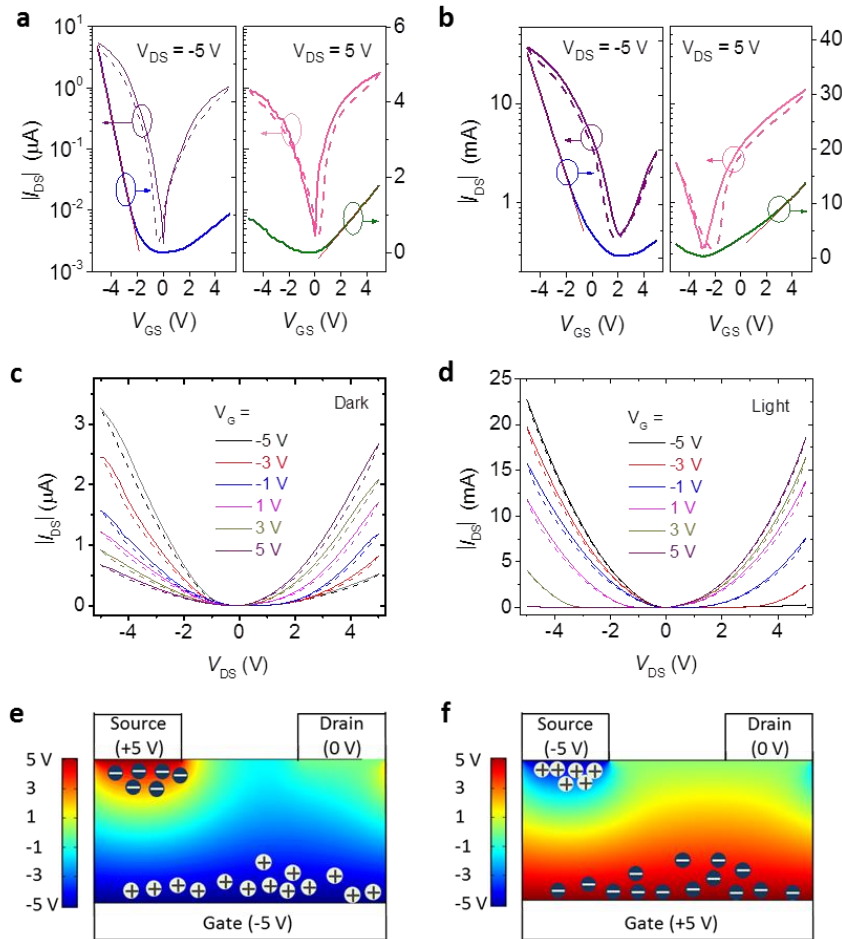 a
V_DS = -5 V
V_DS = 5 V
10¹
10⁰
10⁻¹
10⁻²
10⁻³
|I_DS| (μA)
6
4
2
0
-4 -2 0 2 4
-4 -2 0 2 4
V_GS (V)
V_GS (V)
b
V_DS = -5 V
V_DS = 5 V
10
1
|I_DS| (mA)
40
30
20
10
0
-4 -2 0 2 4
-4 -2 0 2 4
V_GS (V)
V_GS (V)
c
Dark
V_G =
-5 V
-3 V
-1 V
1 V
3 V
5 V
3
2
1
0
|I_DS| (μA)
-4 -2 0 2 4
V_DS (V)
d
Light
V_G =
-5 V
-3 V
-1 V
1 V
3 V
5 V
25
20
15
10
5
0
|I_DS| (mA)
-4 -2 0 2 4
V_DS (V)
e
Source
(+5 V)
Drain
(0 V)
5 V
3
1
-1
-3
-5 V
Gate (-5 V)
f
Source
(-5 V)
Drain
(0 V)
5 V
3
1
-1
-3
-5 V
Gate (+5 V)